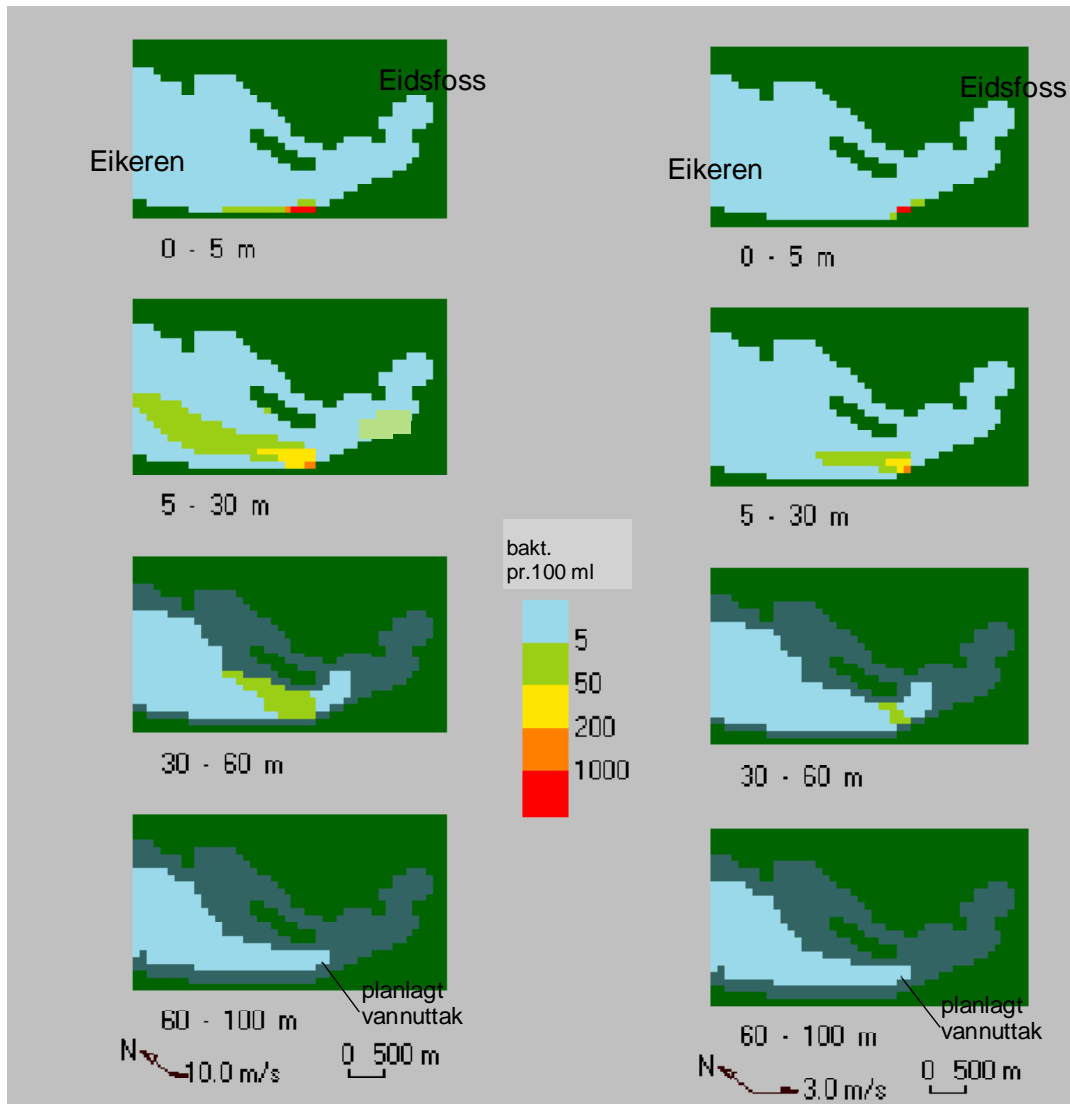 Eidsfoss
Eikeren
0 - 5 m
5 - 30 m
30 - 60 m
60 - 100 m
planlagt
vannuttak
N 10.0 m/s
0 500 m
bakt.
pr.100 ml
5
50
200
1000
Eidsfoss
Eikeren
0 - 5 m
5 - 30 m
30 - 60 m
60 - 100 m
planlagt
vannuttak
N 3.0 m/s
0 500 m